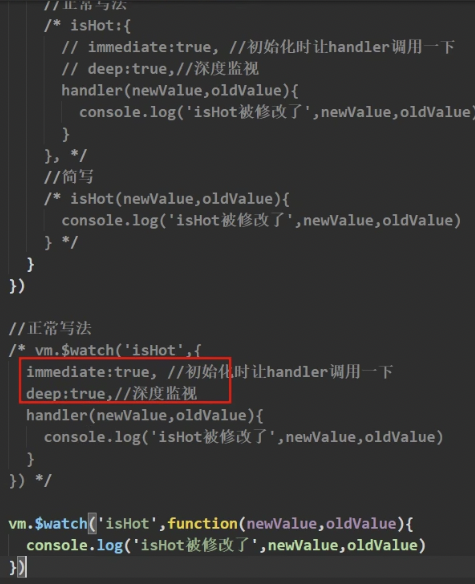 //正常写法
/* isHot:{
// immediate:true, //初始化时让handler调用一下
// deep:true,//深度监视
handler(newValue,oldValue){
console.log('isHot被修改了',newValue,oldValue)
}
}, */
//简写
/* isHot(newValue,oldValue){
console.log('isHot被修改了',newValue,oldValue)
} */
}
})
//正常写法
/* vm.$watch('isHot',{
immediate:true, //初始化时让handler调用一下
deep:true,//深度监视
handler(newValue,oldValue){
console.log('isHot被修改了',newValue,oldValue)
}
}) */
vm.$watch('isHot',function(newValue,oldValue){
console.log('isHot被修改了',newValue,oldValue)
})